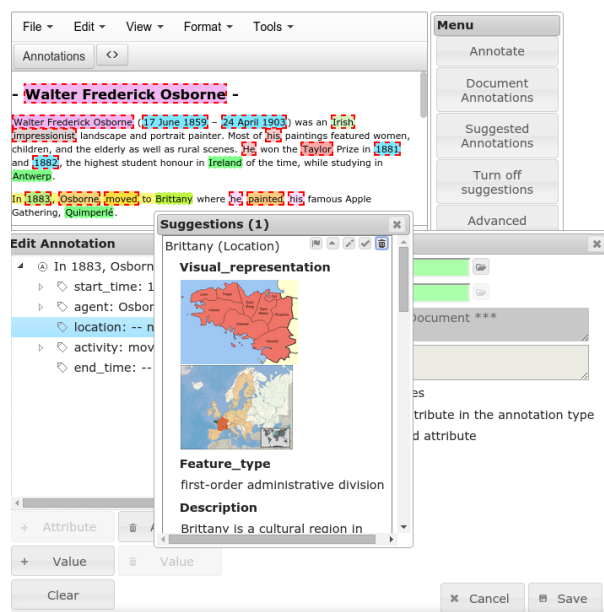 File Edit View Format Tools
Annotations <>
- Walter Frederick Osborne -
Walter Frederick Osborne, (17 June 1859 – 24 April 1903) was an Irish
impressionist landscape and portrait painter. Most of his paintings featured women,
children, and the elderly as well as rural scenes. He won the Taylor Prize in 1881
and 1882, the highest student honour in Ireland of the time, while studying in
Antwerp.
In 1883, Osborne moved to Brittany where he painted his famous Apple
Gathering, Quimperlé.
Menu
Annotate
Document
Annotations
Suggested
Annotations
Turn off
suggestions
Advanced
Edit Annotation
In 1883, Osborn
start_time: 1
agent: Osbor
location: -- n
activity: mov
end_time: --
+ Attribute
+ Value
Value
Clear
Suggestions (1)
Brittany (Location)
Visual_representation
Feature_type
first-order administrative division
Description
Brittany is a cultural region in
Document ***
es
tribute in the annotation type
d attribute
Cancel
Save